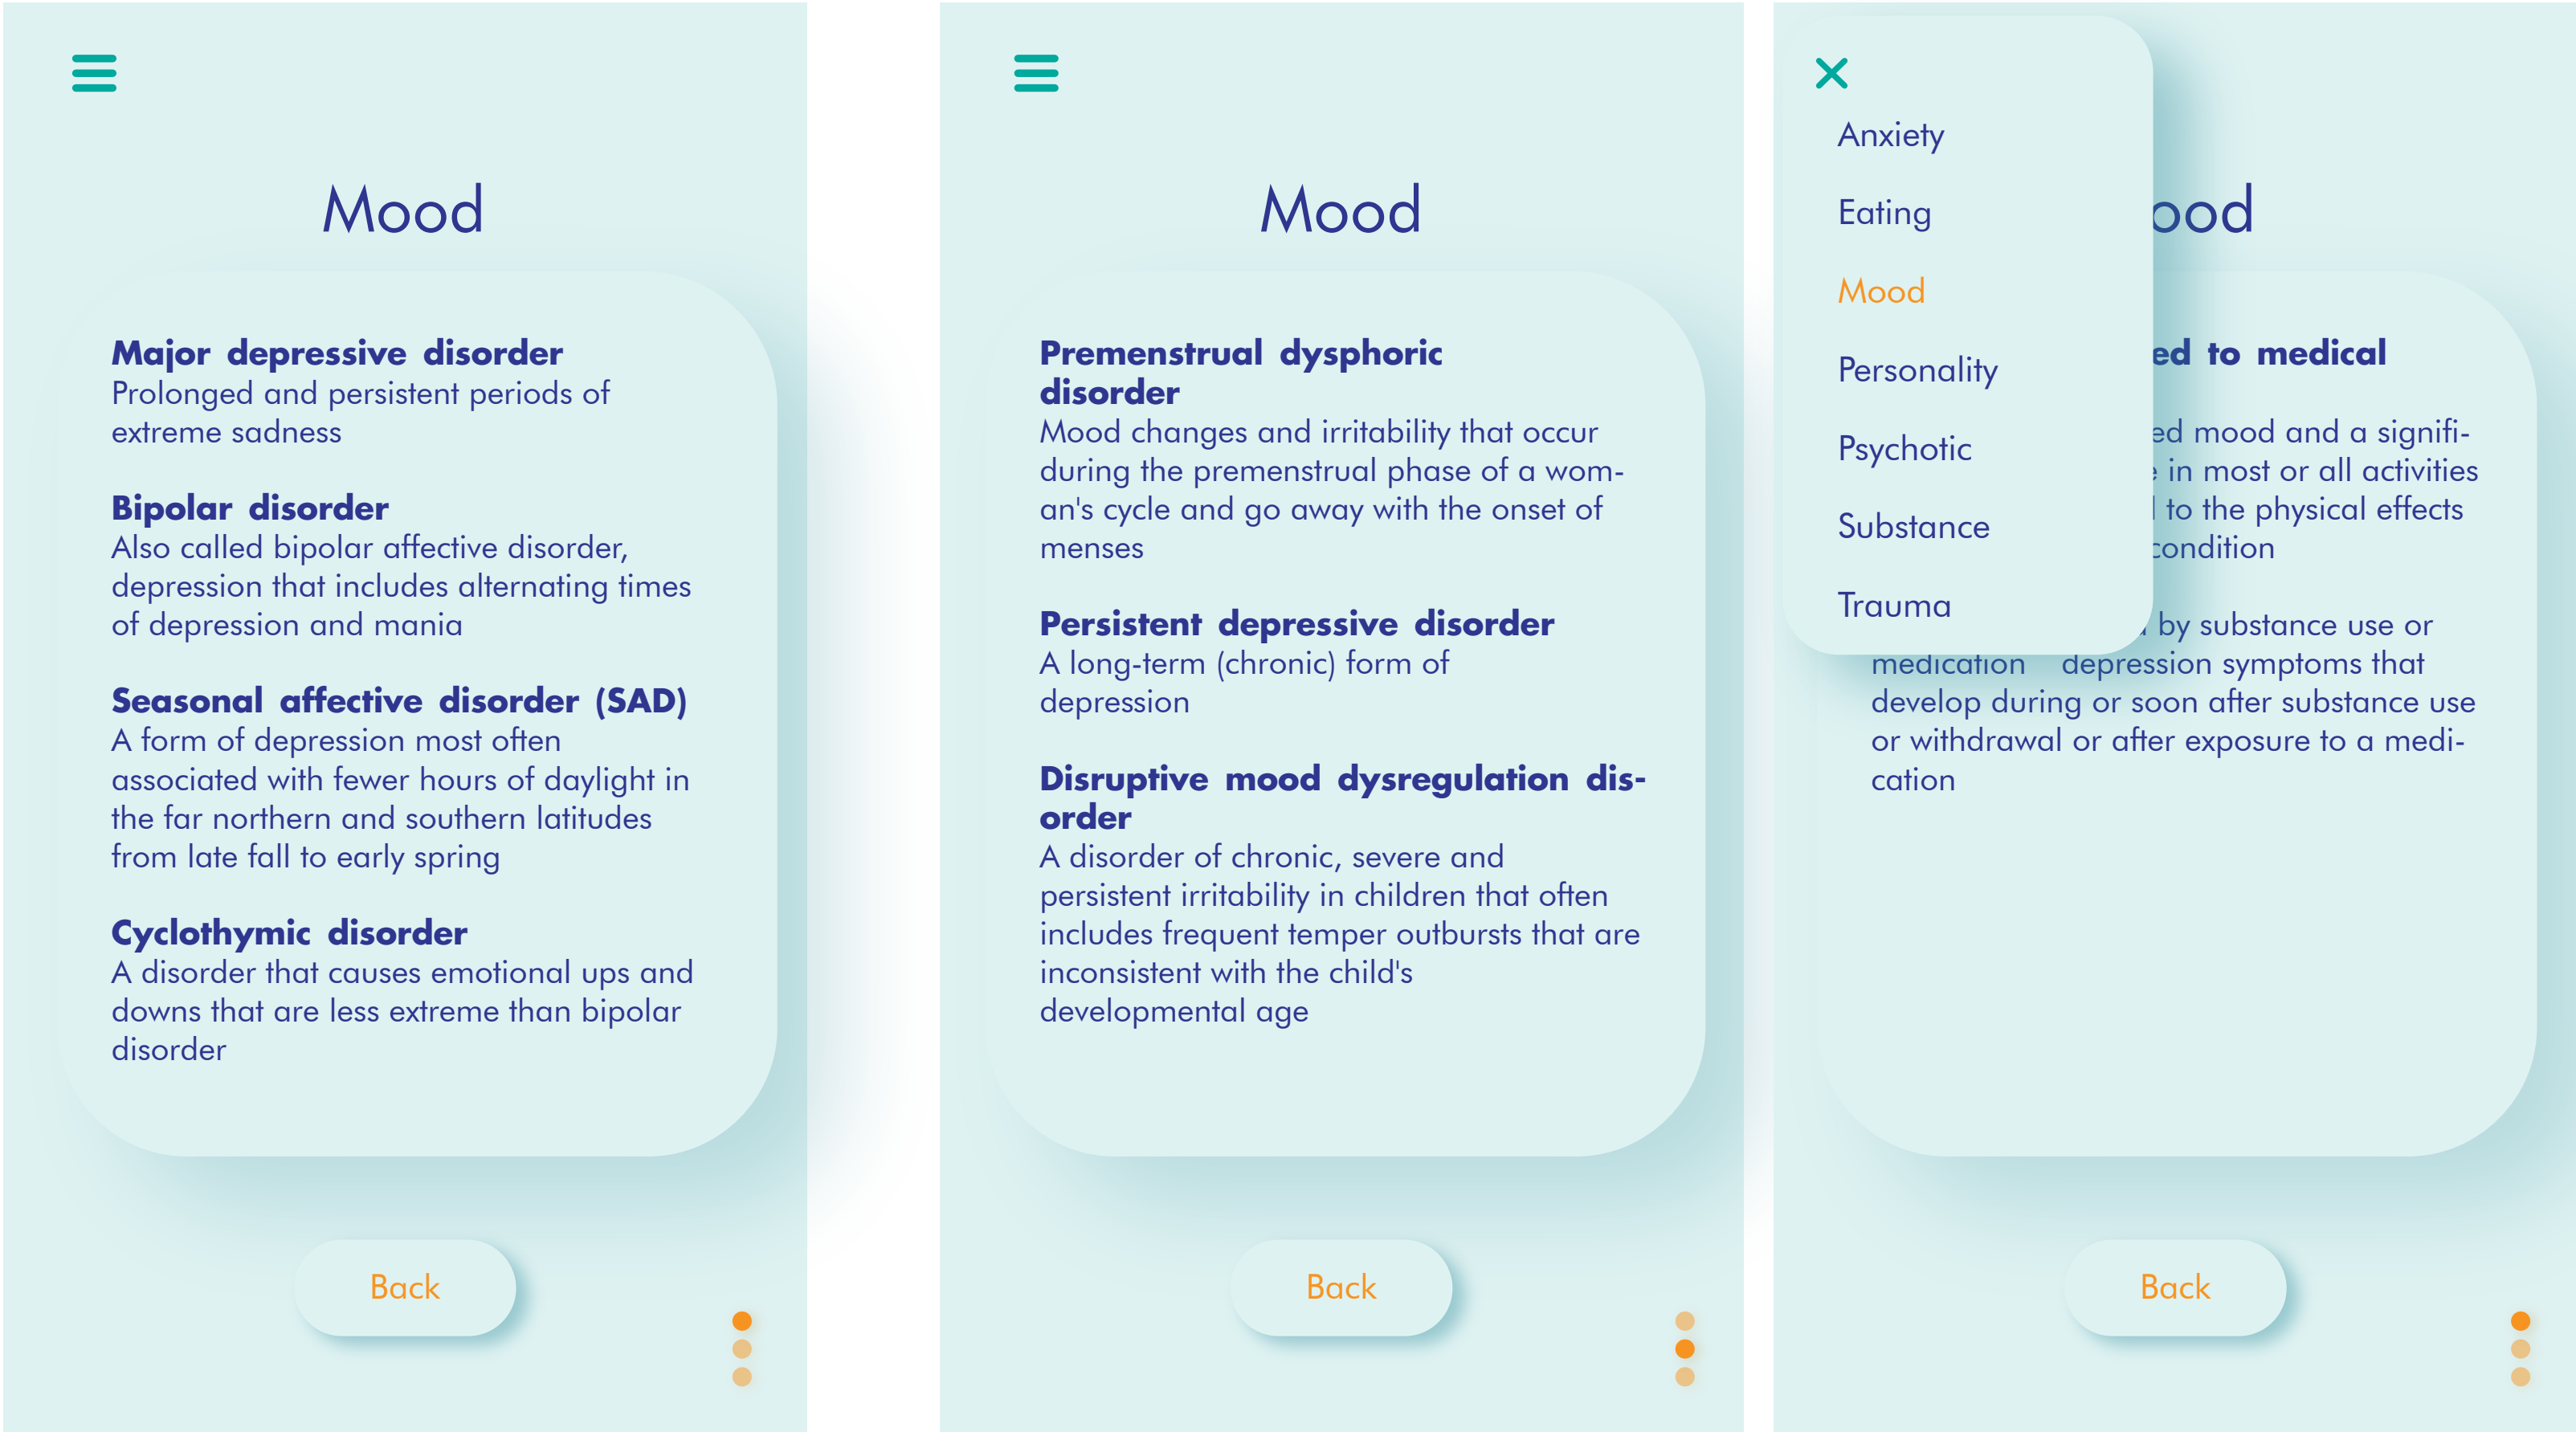 Mood
Major depressive disorder
Prolonged and persistent periods of
extreme sadness
Bipolar disorder
Also called bipolar affective disorder,
depression that includes alternating times
of depression and mania
Seasonal affective disorder (SAD)
A form of depression most often
associated with fewer hours of daylight in
the far northern and southern latitudes
from late fall to early spring
Cyclothymic disorder
A disorder that causes emotional ups and
downs that are less extreme than bipolar
disorder
Back
Mood
Premenstrual dysphoric
disorder
Mood changes and irritability that occur
during the premenstrual phase of a wom-
an's cycle and go away with the onset of
menses
Persistent depressive disorder
A long-term (chronic) form of
depression
Disruptive mood dysregulation dis-
order
A disorder of chronic, severe and
persistent irritability in children that often
includes frequent temper outbursts that are
inconsistent with the child's
developmental age
Back
Anxiety
Eating
Mood
Personality
Psychotic
Substance
Trauma
ood
ed to medical
ed mood and a signifi-
in most or all activities
to the physical effects
condition
by substance use or
medication depression symptoms that
develop during or soon after substance use
or withdrawal or after exposure to a medi-
cation
Back